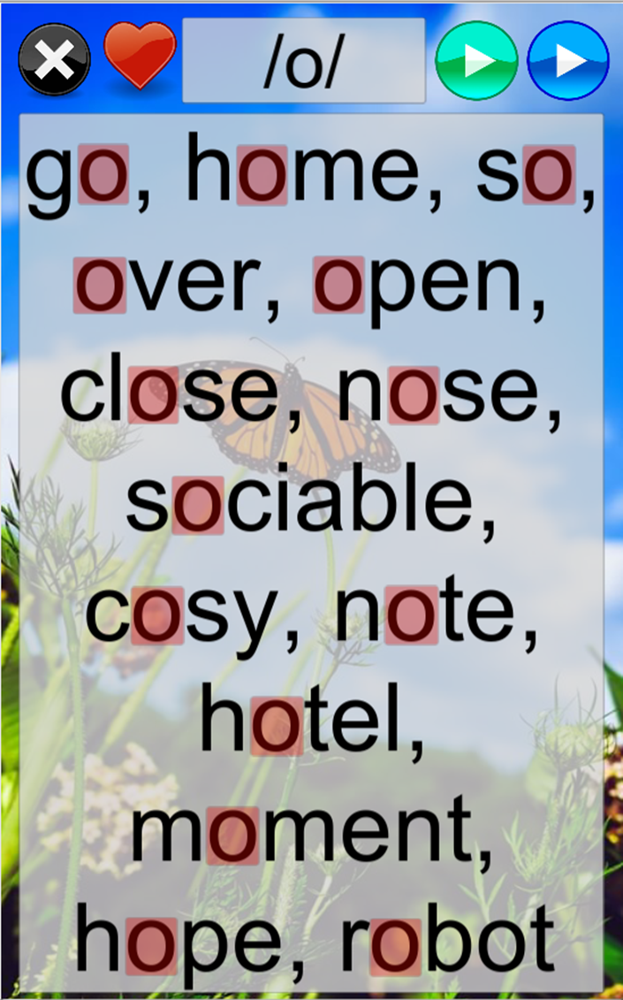 /o/
go, home, so,
over, open,
close, nose,
sociable,
cosy, note,
hotel,
moment,
hope, robot